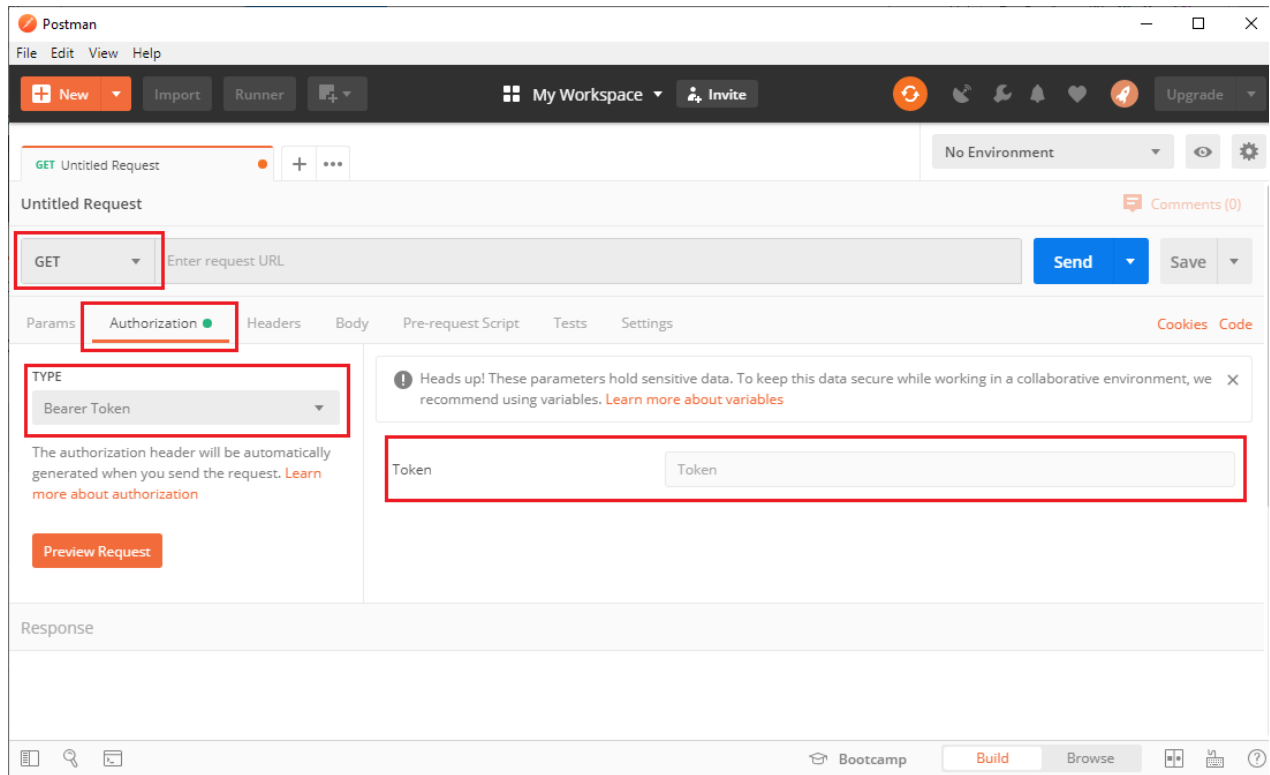 Postman
File Edit View Help
New Import Runner My Workspace Invite Upgrade
GET Untitled Request
No Environment
Untitled Request
Comments (0)
GET Enter request URL Send Save
Params Authorization Headers Body Pre-request Script Tests Settings Cookies Code
TYPE
Bearer Token
The authorization header will be automatically
generated when you send the request. Learn
more about authorization
Preview Request
Heads up! These parameters hold sensitive data. To keep this data secure while working in a collaborative environment, we
recommend using variables. Learn more about variables
Token Token
Response
Bootcamp Build Browse